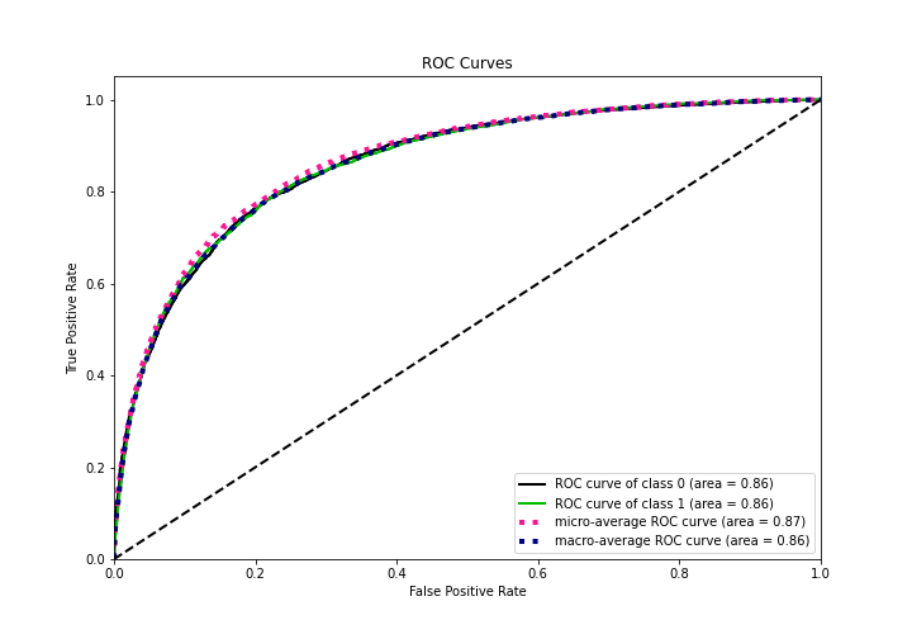 ROC Curves
True Positive Rate
1.0
0.8
0.6
0.4
0.2
0.0
ROC curve of class 0 (area = 0.86)
ROC curve of class 1 (area = 0.86)
micro-average ROC curve (area = 0.87)
macro-average ROC curve (area = 0.86)
0.0 0.2 0.4 0.6 0.8 1.0
False Positive Rate